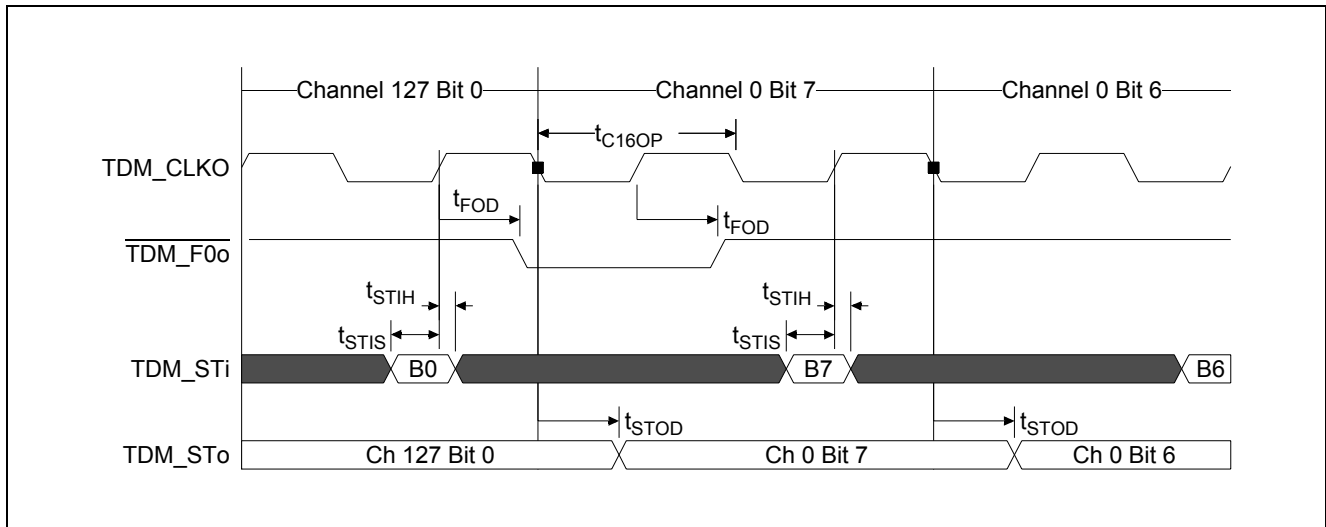 Channel 127 Bit 0 Channel 0 Bit 7 Channel 0 Bit 6
tC16OP
TDM_CLKO
tFOD tFOD
TDM_F0o
tSTIH tSTIH
tSTIS tSTIS
TDM_STi B0 B7 B6
tSTOD tSTOD
TDM_STo Ch 127 Bit 0 Ch 0 Bit 7 Ch 0 Bit 6